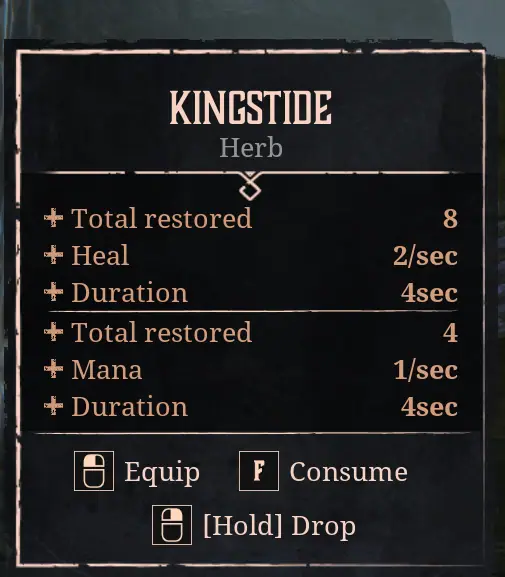 KINGSTIDE
Herb
Total restored 8
Heal 2/sec
Duration 4sec
Total restored 4
Mana 1/sec
Duration 4sec
Equip F Consume
[Hold] Drop